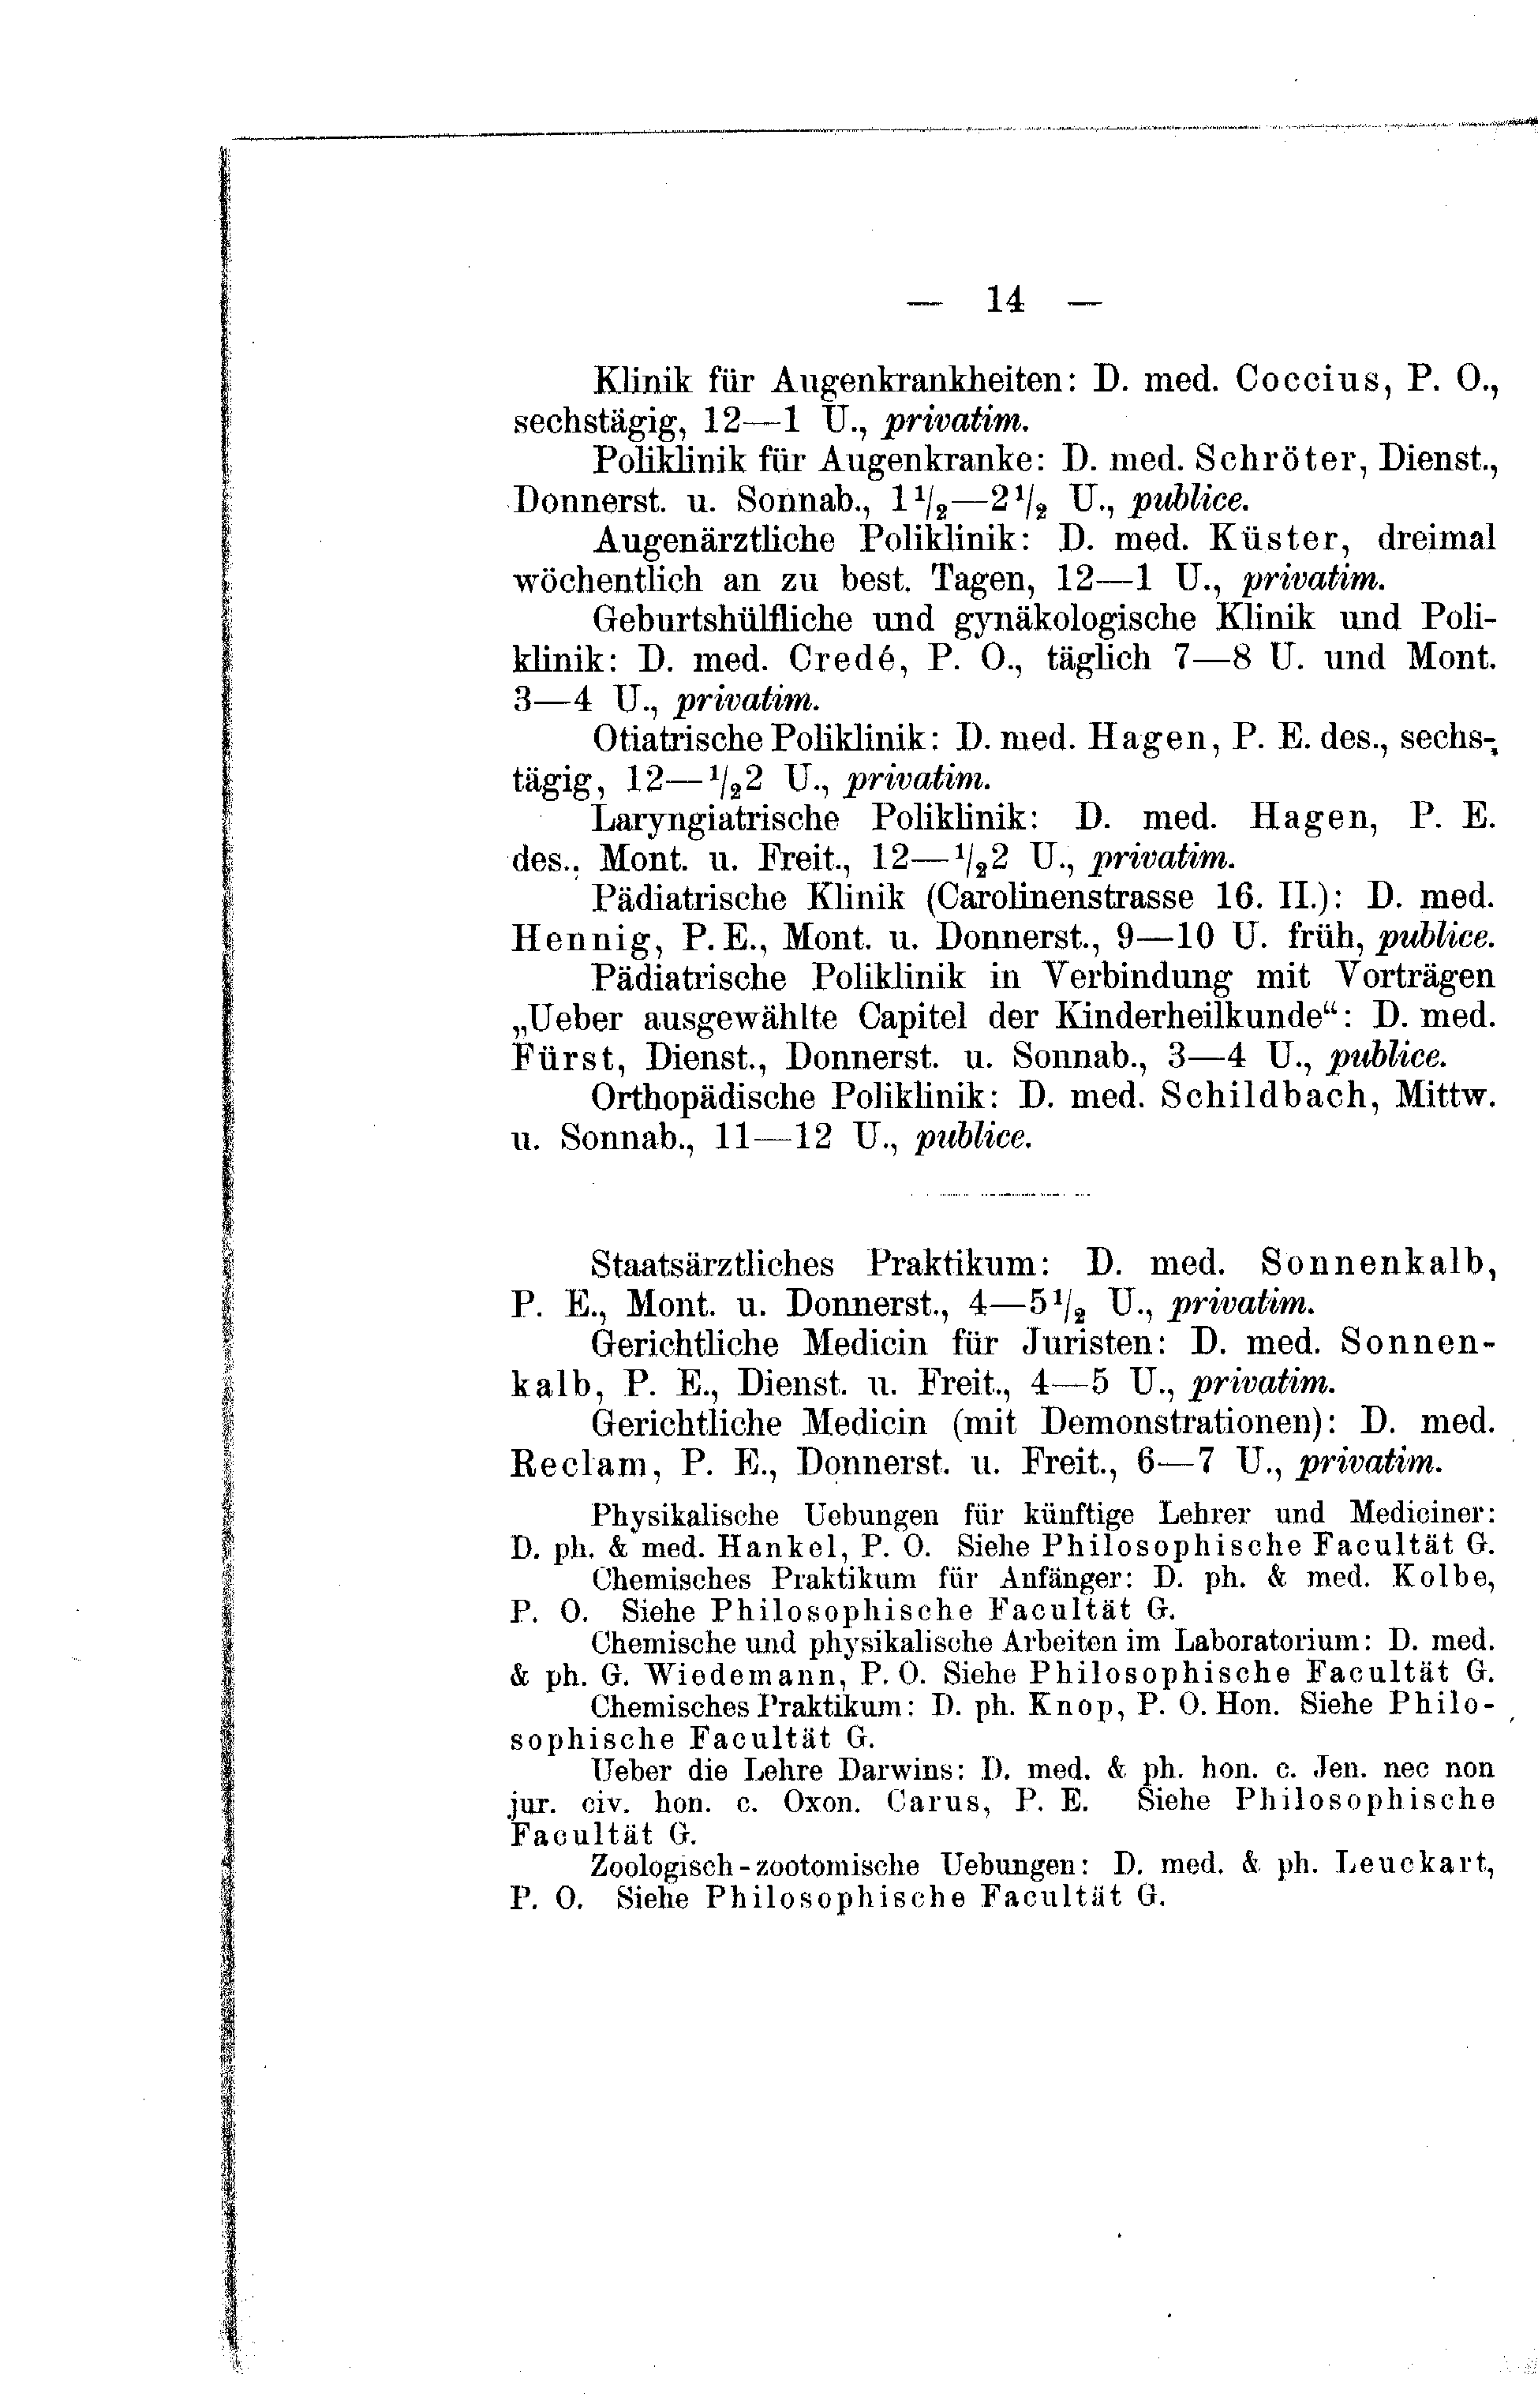 — 14 —
Klinik für Augenkrankheiten: D. med. Coccius, P. O.,
sechstägig, 12—1 U., privatim.
Poliklinik für Augenkranke: D. med. Schröter, Dienst.,
Donnerst. u. Sonnab., 1 1/2—2 1/2 U., publice.
Augenärztliche Poliklinik: D. med. Küster, dreimal
wöchentlich an zu best. Tagen, 12—1 U., privatim.
Geburtshülfliche und gynäkologische Klinik und Poli-
klinik: D. med. Credé, P. O., täglich 7—8 U. und Mont.
3—4 U., privatim.
Otiatrische Poliklinik: D. med. Hagen, P. E. des., sechs-
tägig, 12—1/2 2 U., privatim.
Laryngiatrische Poliklinik: D. med. Hagen, P. E.
des., Mont. u. Freit., 12—1/2 2 U., privatim.
Pädiatrische Klinik (Carolinenstrasse 16. II.): D. med.
Hennig, P. E., Mont. u. Donnerst., 9—10 U. früh, publice.
Pädiatrische Poliklinik in Verbindung mit Vorträgen
„Ueber ausgewählte Capitel der Kinderheilkunde“: D. med.
Fürst, Dienst., Donnerst. u. Sonnab., 3—4 U., publice.
Orthopädische Poliklinik: D. med. Schildbach, Mittw.
u. Sonnab., 11—12 U., publice.
Staatsärztliches Praktikum: D. med. Sonnenkalb,
P. E., Mont. u. Donnerst., 4—5 1/2 U., privatim.
Gerichtliche Medicin für Juristen: D. med. Sonnen-
kalb, P. E., Dienst. u. Freit., 4—5 U., privatim.
Gerichtliche Medicin (mit Demonstrationen): D. med.
Reclam, P. E., Donnerst. u. Freit., 6—7 U., privatim.
Physikalische Uebungen für künftige Lehrer und Mediciner:
D. ph. & med. Hankel, P. O. Siehe Philosophische Facultät G.
Chemisches Praktikum für Anfänger: D. ph. & med. Kolbe,
P. O. Siehe Philosophische Facultät G.
Chemische und physikalische Arbeiten im Laboratorium: D. med.
& ph. G. Wiedemann, P. O. Siehe Philosophische Facultät G.
Chemisches Praktikum: D. ph. Knop, P. O. Hon. Siehe Philo-
sophische Facultät G.
Ueber die Lehre Darwins: D. med. & ph. hon. c. Jen. nec non
jur. civ. hon. c. Oxon. Carus, P. E. Siehe Philosophische
Facultät G.
Zoologisch-zootomische Uebungen: D. med. & ph. Leuckart,
P. O. Siehe Philosophische Facultät G.